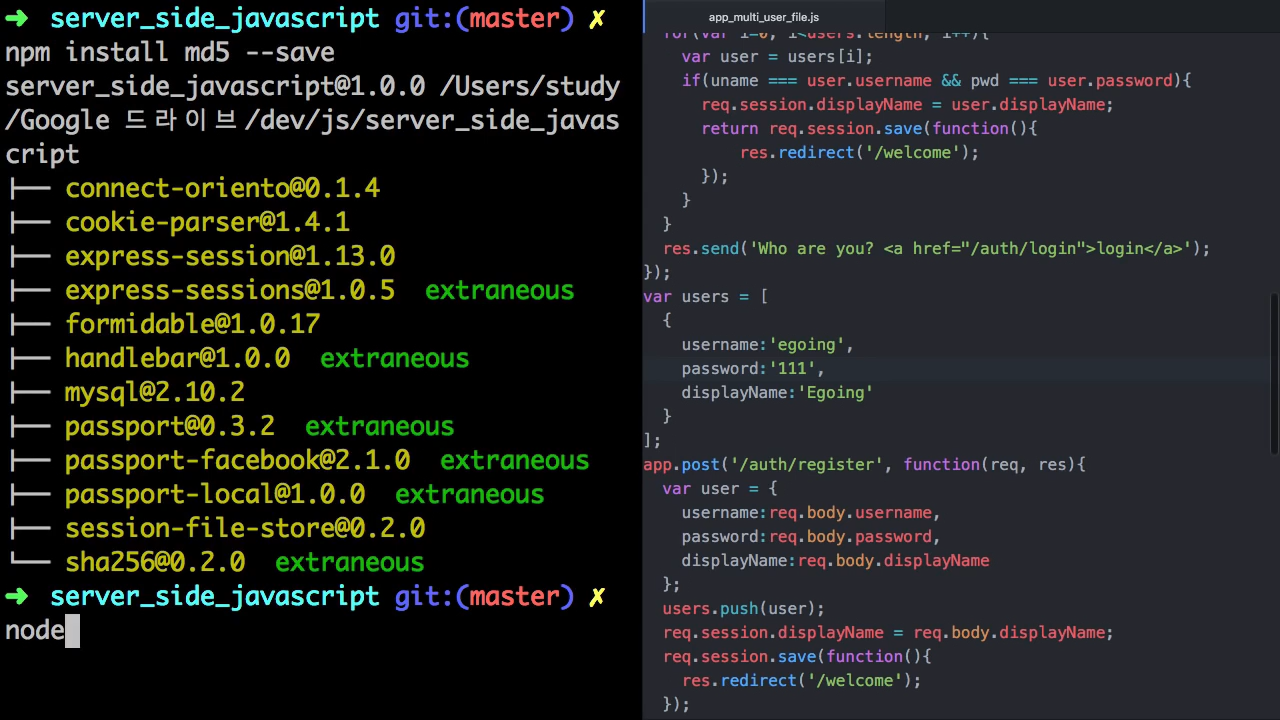 ➜ server_side_javascript git:(master) ✗
npm install md5 --save
server_side_javascript@1.0.0 /Users/study
/Google 드라이브/dev/js/server_side_javas
cript
├── connect-oriento@0.1.4
├── cookie-parser@1.4.1
├── express-session@1.13.0
├── express-sessions@1.0.5 extraneous
├── formidable@1.0.17
├── handlebar@1.0.0 extraneous
├── mysql@2.10.2
├── passport@0.3.2 extraneous
├── passport-facebook@2.1.0 extraneous
├── passport-local@1.0.0 extraneous
├── session-file-store@0.2.0
└── sha256@0.2.0 extraneous
➜ server_side_javascript git:(master) ✗
node
app_multi_user_file.js
for(var i=0; i<users.length; i++){
var user = users[i];
if(uname === user.username && pwd === user.password){
req.session.displayName = user.displayName;
return req.session.save(function(){
res.redirect('/welcome');
});
}
}
res.send('Who are you? <a href="/auth/login">login</a>');
});
var users = [
{
username:'egoing',
password:'111',
displayName:'Egoing'
}
];
app.post('/auth/register', function(req, res){
var user = {
username:req.body.username,
password:req.body.password,
displayName:req.body.displayName
};
users.push(user);
req.session.displayName = req.body.displayName;
req.session.save(function(){
res.redirect('/welcome');
});